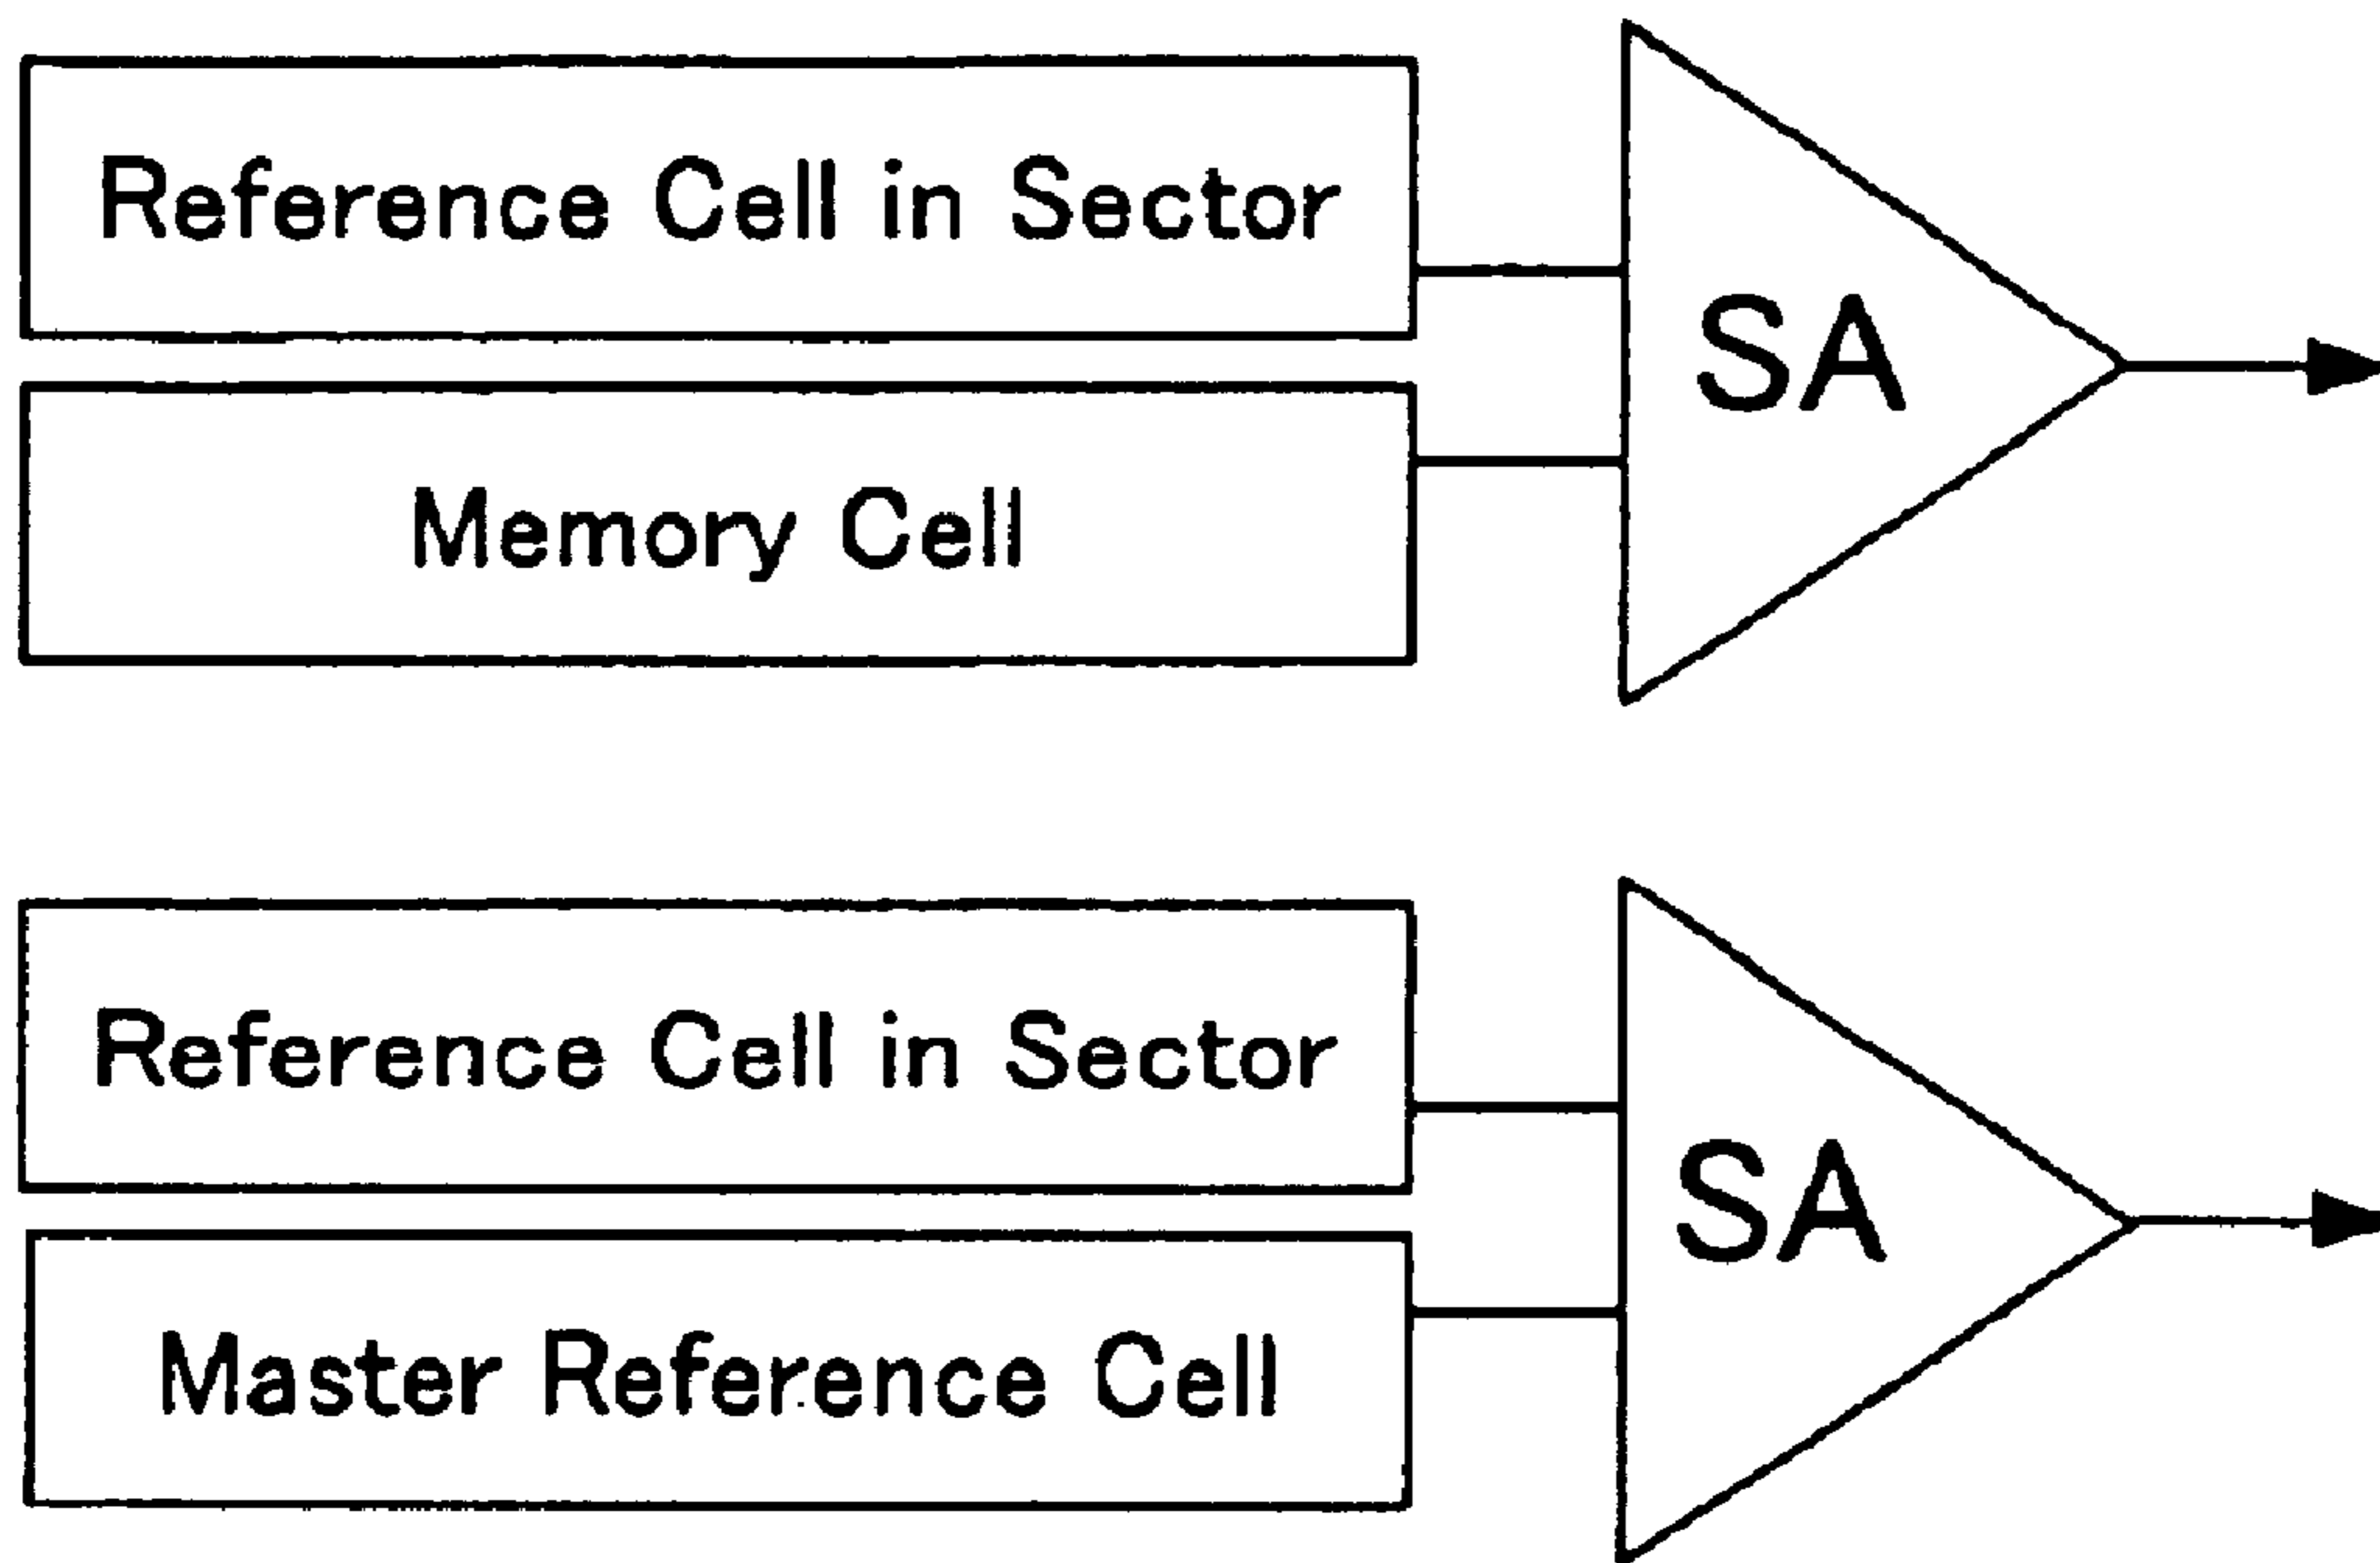 Reference Cell in Sector
SA
Memory Cell
Reference Cell in Sector
SA
Master Reference Cell